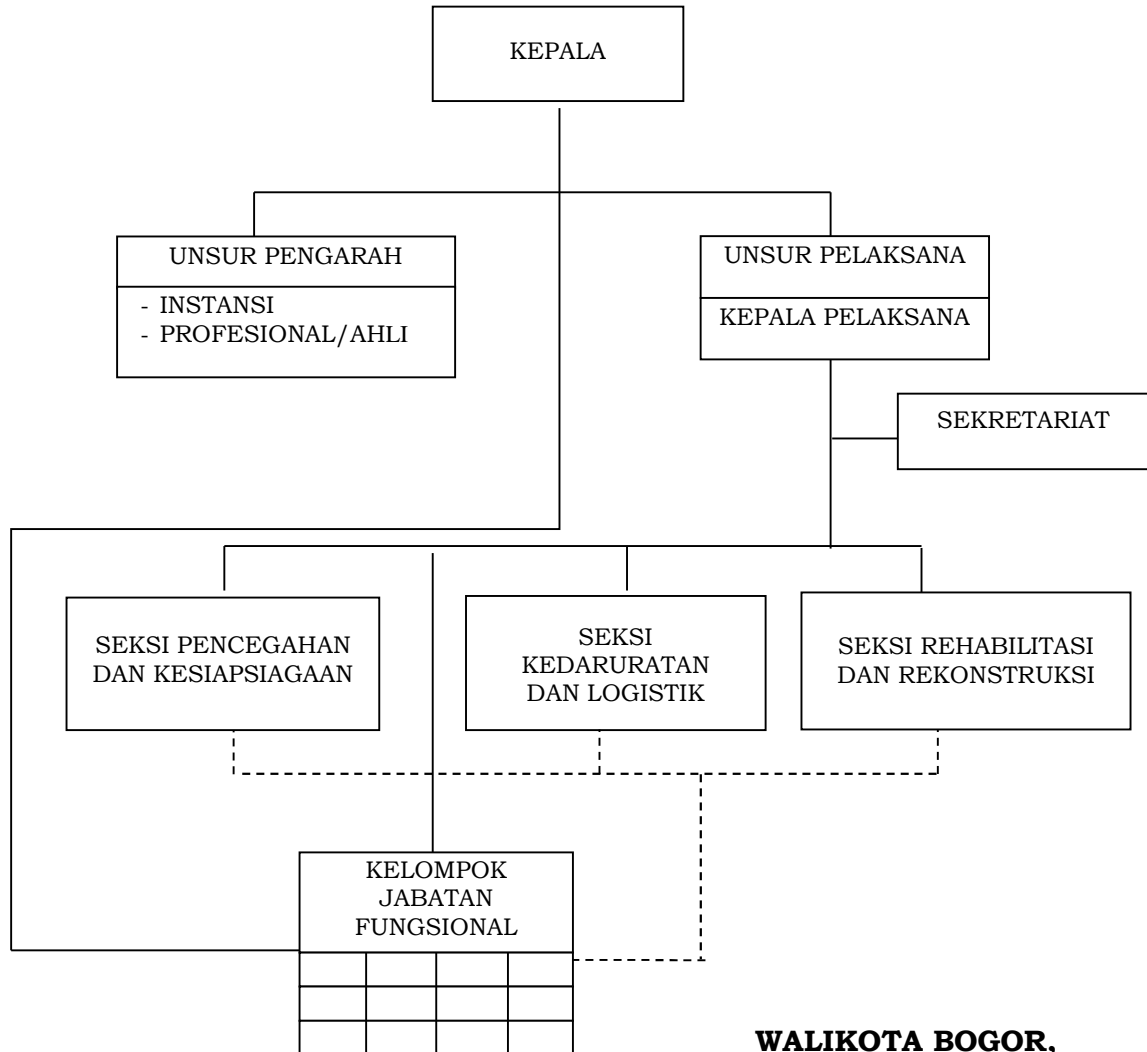 KEPALA
UNSUR PENGARAH
- INSTANSI
- PROFESIONAL/AHLI
UNSUR PELAKSANA
KEPALA PELAKSANA
SEKRETARIAT
SEKSI PENCEGAHAN
DAN KESIAPSIAGAAN
SEKSI
KEDARURATAN
DAN LOGISTIK
SEKSI REHABILITASI
DAN REKONSTRUKSI
KELOMPOK
JABATAN
FUNGSIONAL
WALIKOTA BOGOR,